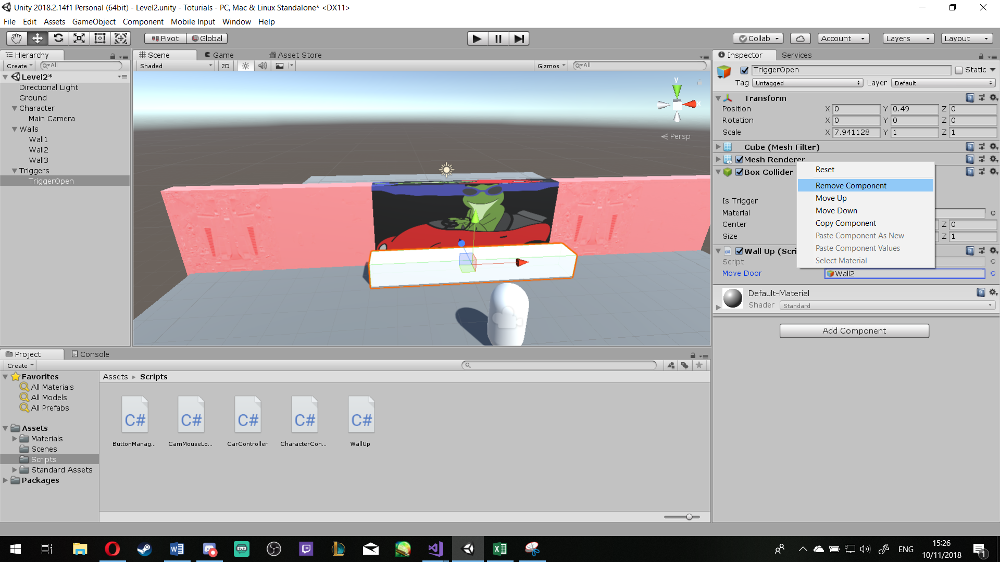 Unity 2018.2.14f1 Personal (64bit) - Level2.unity - Toturials - PC, Mac & Linux Standalone* <DX11>
File Edit Assets GameObject Component Mobile Input Window Help
Pivot Global Collab Account Layers Layout
Hierarchy
Create All
Level2*
Directional Light
Ground
Character
Main Camera
Walls
Wall1
Wall2
Wall3
Triggers
TriggerOpen
Scene Game Asset Store
Shaded 2D Gizmos All
y
x
Persp
Inspector Services
TriggerOpen Static
Tag Untagged Layer Default
Transform
Position X 0 Y 0.49 Z 0
Rotation X 0 Y 0 Z 0
Scale X 7.941128 Y 1 Z 1
Cube (Mesh Filter)
Mesh Renderer
Box Collider
Is Trigger
Material
Center Z 0
Size Z 1
Wall Up (Scri
Script
Move Door Wall2
Reset
Remove Component
Move Up
Move Down
Copy Component
Paste Component As New
Paste Component Values
Select Material
Default-Material
Shader Standard
Add Component
Project Console
Create
Favorites
All Materials
All Models
All Prefabs
Assets
Materials
Scenes
Scripts
Standard Assets
Packages
Assets Scripts
C# C# C# C# C#
ButtonManag... CamMouseLo... CarController CharacterCon... WallUp
ENG
15:26
10/11/2018
1